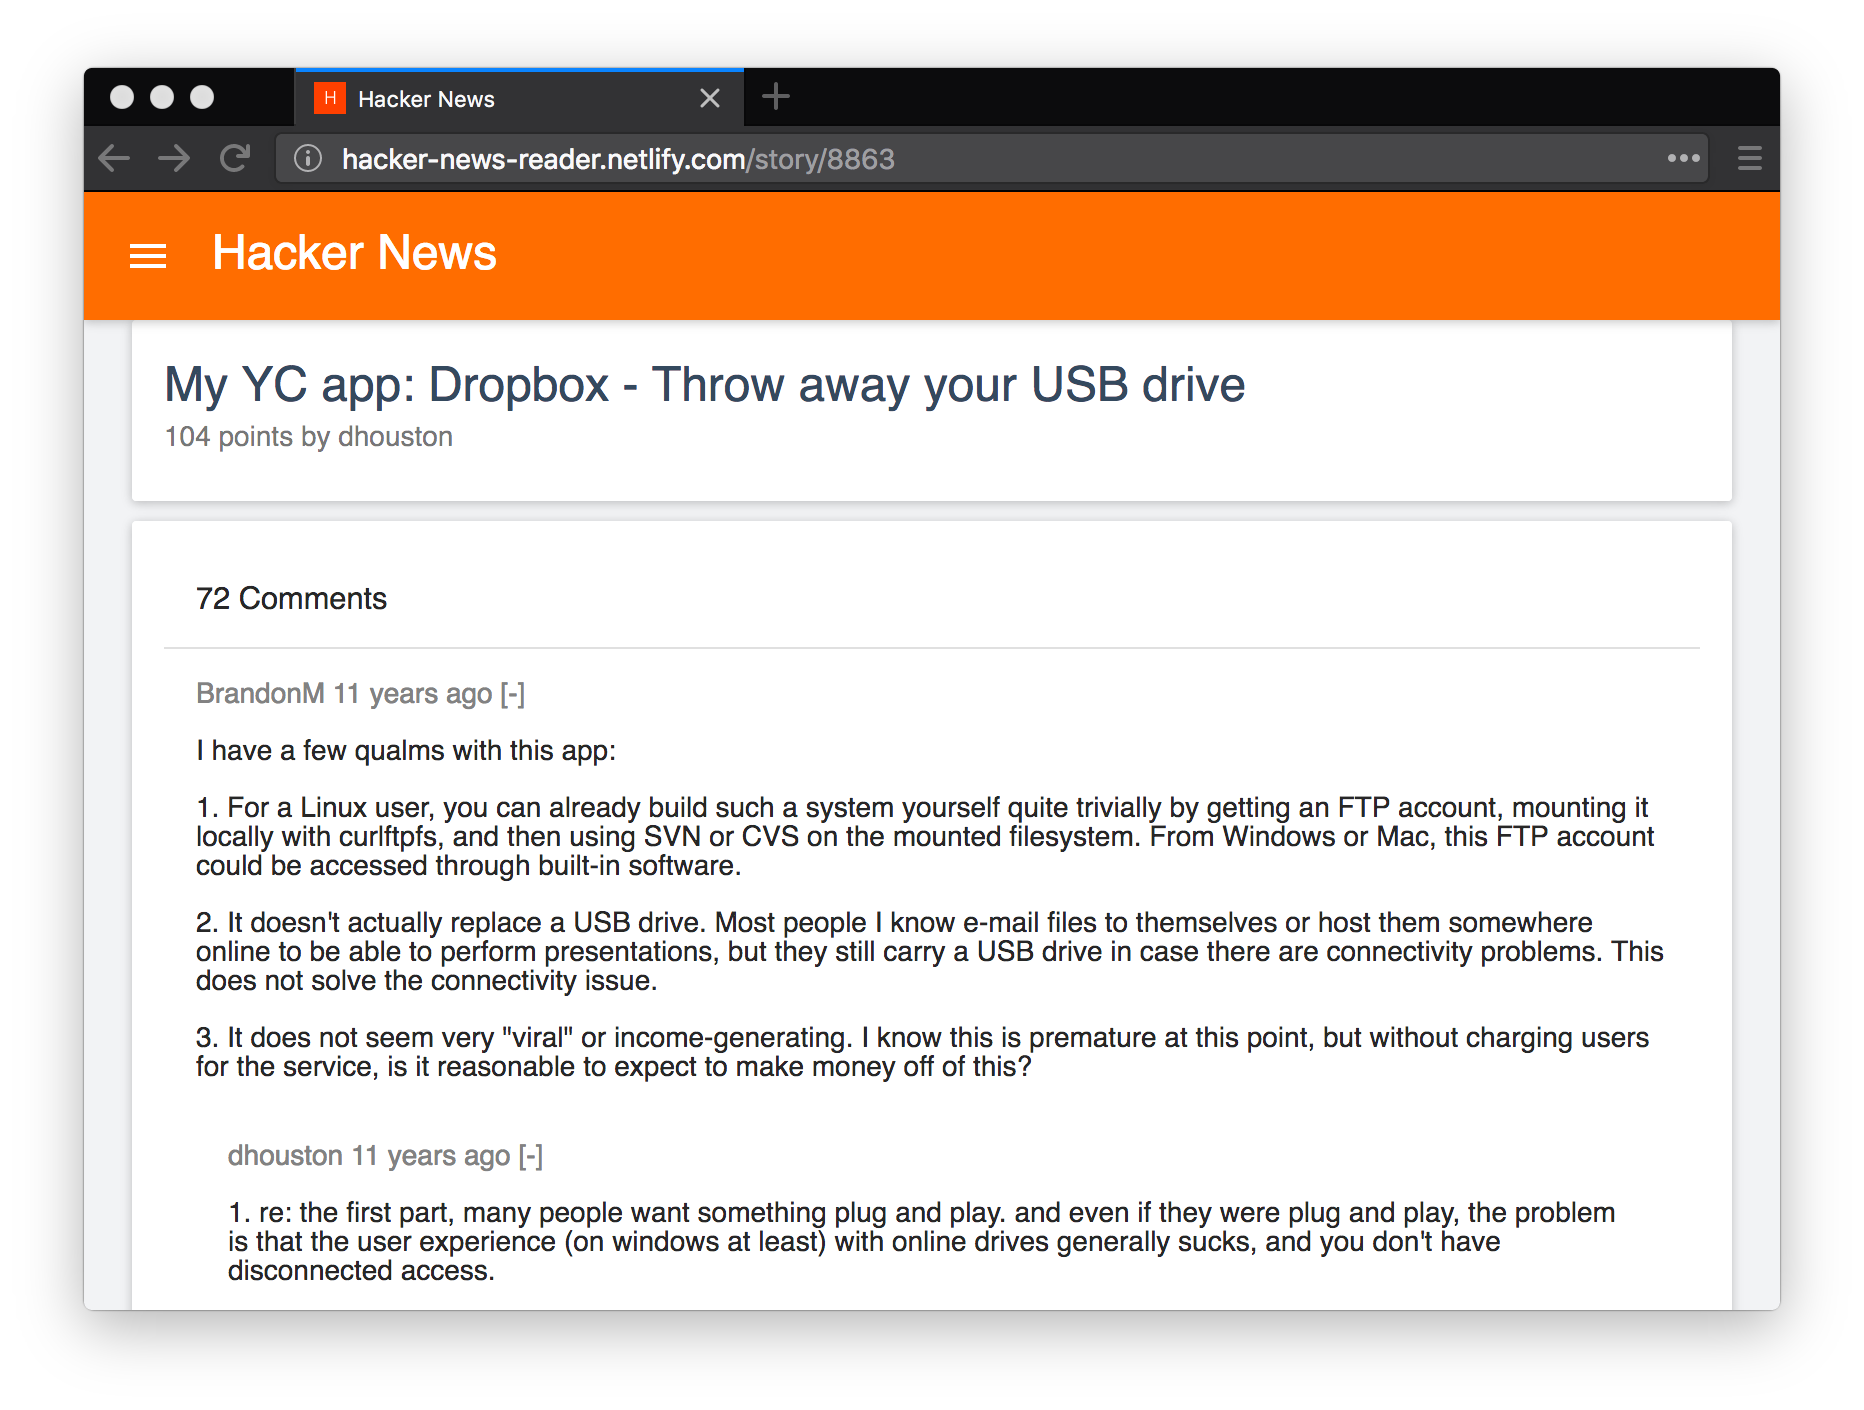 H Hacker News
hacker-news-reader.netlify.com/story/8863
Hacker News
My YC app: Dropbox - Throw away your USB drive
104 points by dhouston
72 Comments
BrandonM 11 years ago [-]
I have a few qualms with this app:
1. For a Linux user, you can already build such a system yourself quite trivially by getting an FTP account, mounting it
locally with curlftpfs, and then using SVN or CVS on the mounted filesystem. From Windows or Mac, this FTP account
could be accessed through built-in software.
2. It doesn't actually replace a USB drive. Most people I know e-mail files to themselves or host them somewhere
online to be able to perform presentations, but they still carry a USB drive in case there are connectivity problems. This
does not solve the connectivity issue.
3. It does not seem very "viral" or income-generating. I know this is premature at this point, but without charging users
for the service, is it reasonable to expect to make money off of this?
dhouston 11 years ago [-]
1. re: the first part, many people want something plug and play. and even if they were plug and play, the problem
is that the user experience (on windows at least) with online drives generally sucks, and you don't have
disconnected access.